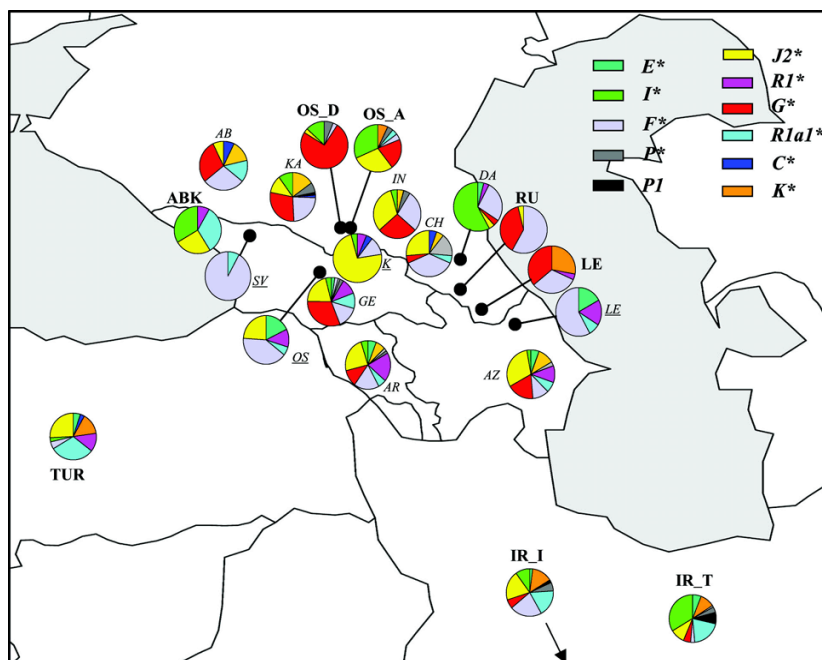 E*
I*
F*
P*
P1
J2*
R1*
G*
R1a1*
C*
K*
OS_D
OS_A
AB
KA
IN
DA
ABK
CH
RU
SV
K
LE
GE
LE
OS
AR
AZ
TUR
IR_I
IR_T